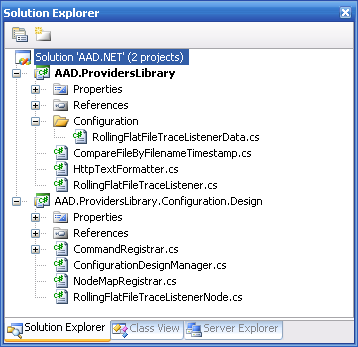 Solution Explorer
Solution 'AAD.NET' (2 projects)
AAD.ProvidersLibrary
Properties
References
Configuration
RollingFlatFileTraceListenerData.cs
CompareFileByFilenameTimestamp.cs
HttpTextFormatter.cs
RollingFlatFileTraceListener.cs
AAD.ProvidersLibrary.Configuration.Design
Properties
References
CommandRegistrar.cs
ConfigurationDesignManager.cs
NodeMapRegistrar.cs
RollingFlatFileTraceListenerNode.cs
Solution Explorer Class View Server Explorer